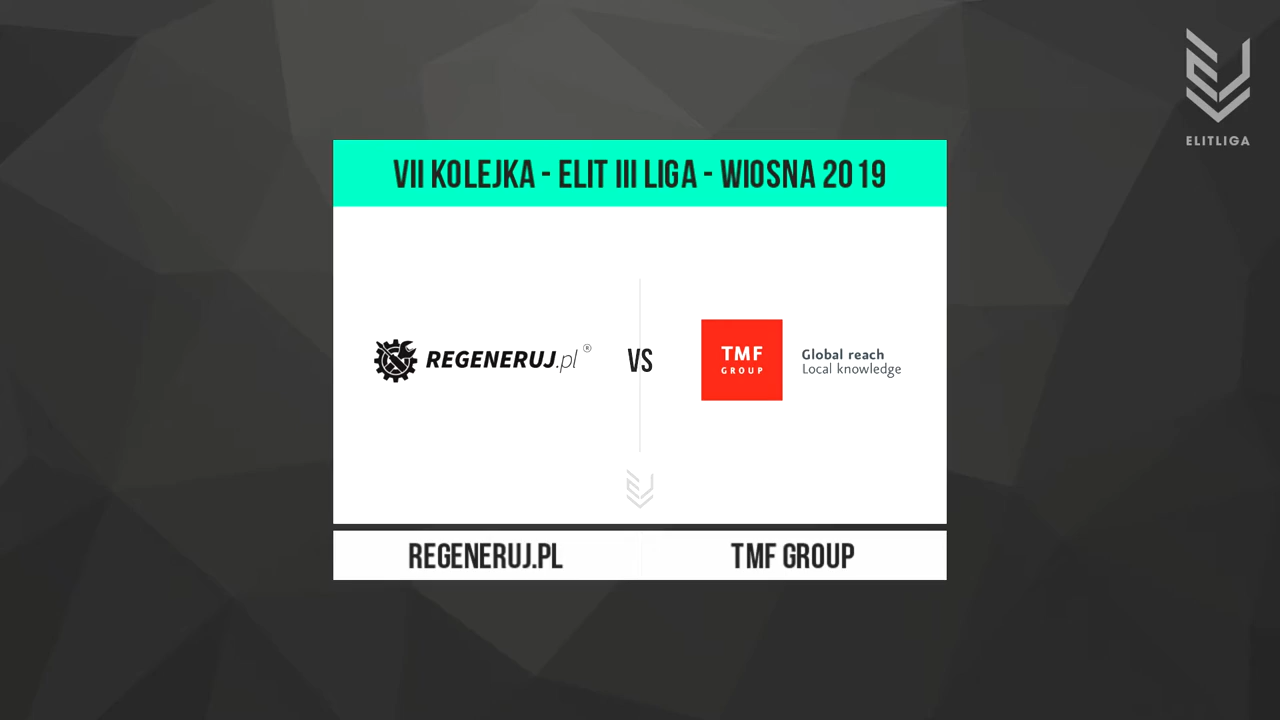 ELITLIGA
VII KOLEJKA - ELIT III LIGA - WIOSNA 2019
REGENERUJ.pl ®
VS
TMF
GROUP
Global reach
Local knowledge
REGENERUJ.PL
TMF GROUP